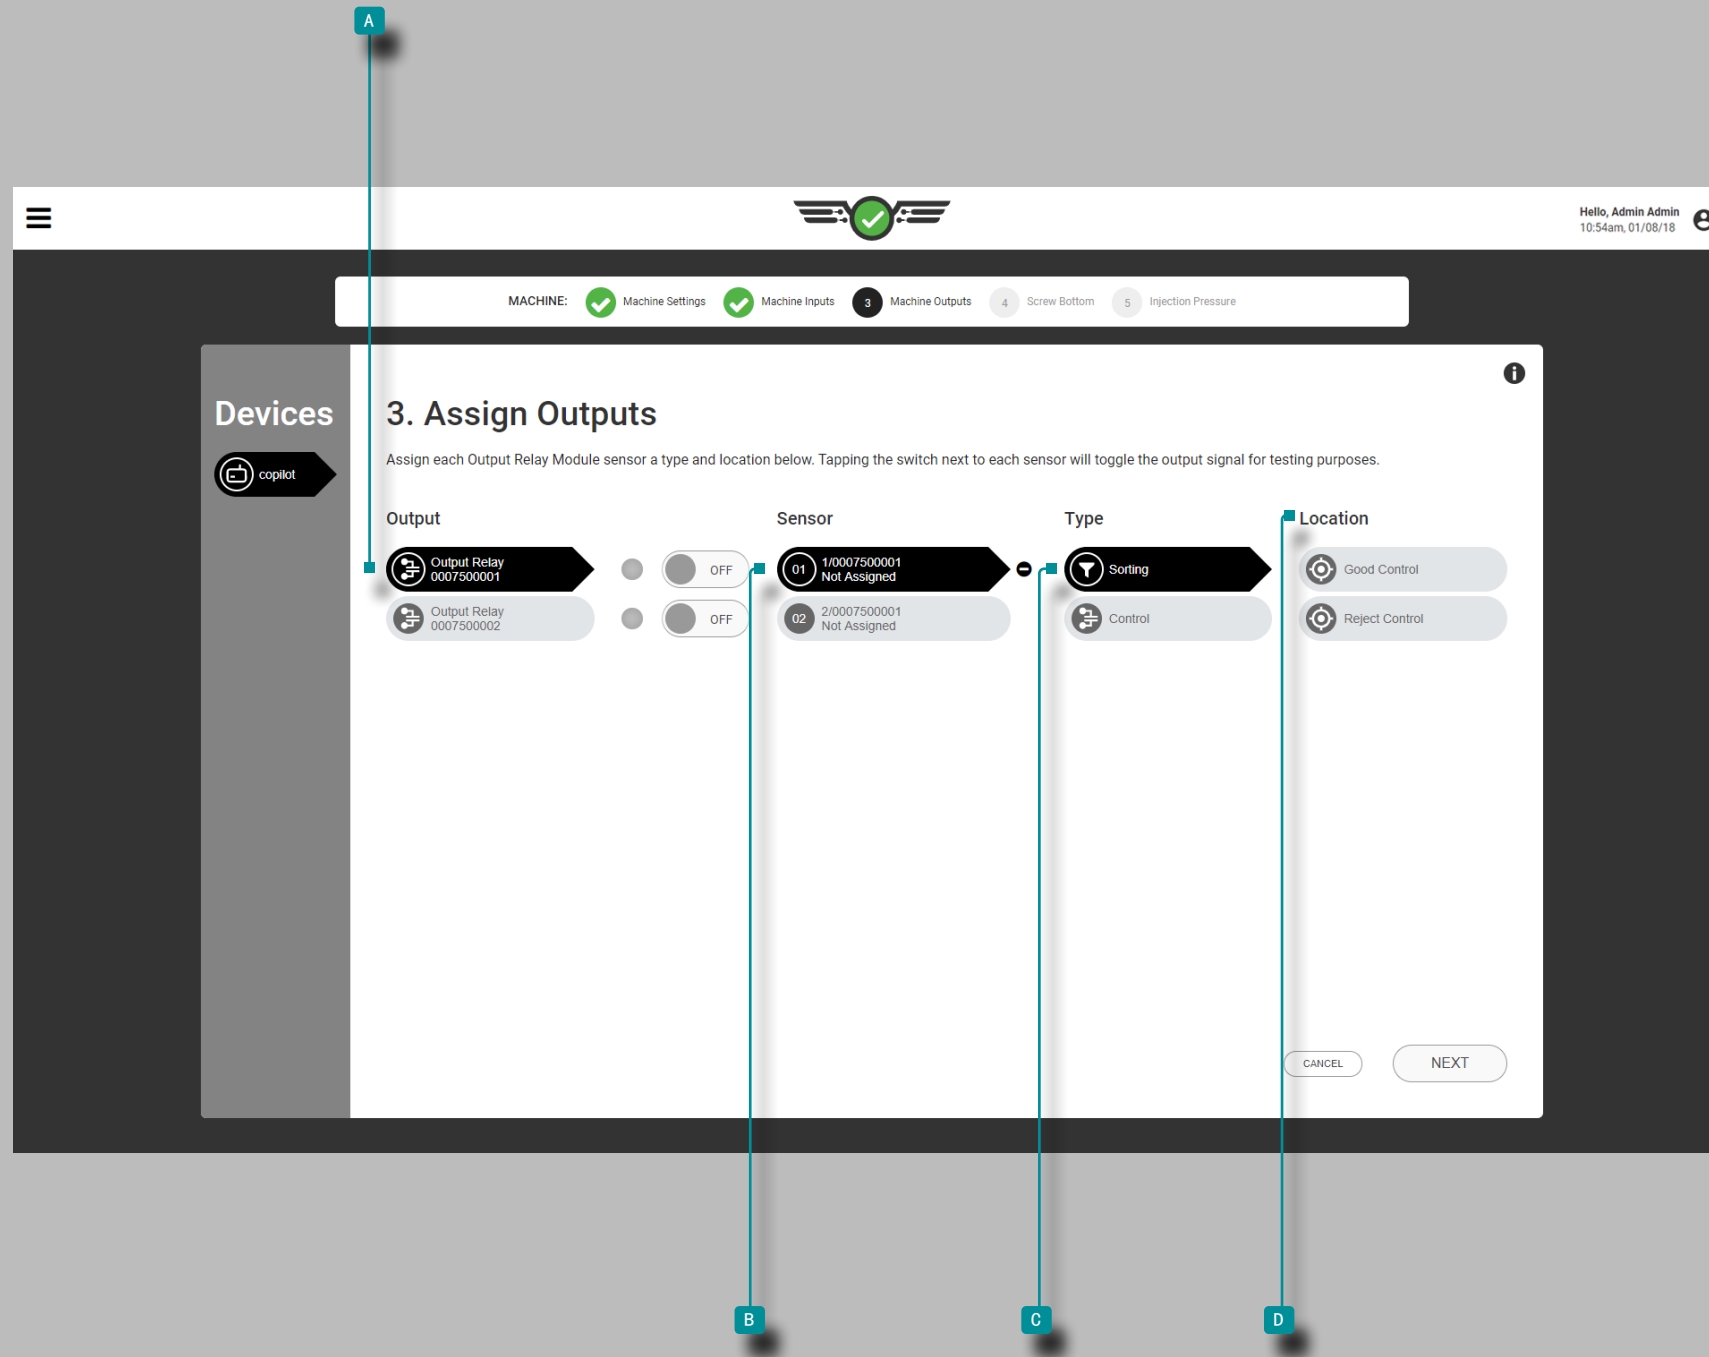 A
Hello, Admin Admin
10:54am, 01/08/18
MACHINE: Machine Settings Machine Inputs 3 Machine Outputs 4 Screw Bottom 5 Injection Pressure
Devices
copilot
3. Assign Outputs
Assign each Output Relay Module sensor a type and location below. Tapping the switch next to each sensor will toggle the output signal for testing purposes.
Output Sensor Type Location
Output Relay
0007500001
OFF
01 1/0007500001
Not Assigned
Sorting
Good Control
Output Relay
0007500002
OFF
02 2/0007500001
Not Assigned
Control
Reject Control
CANCEL NEXT
B C D